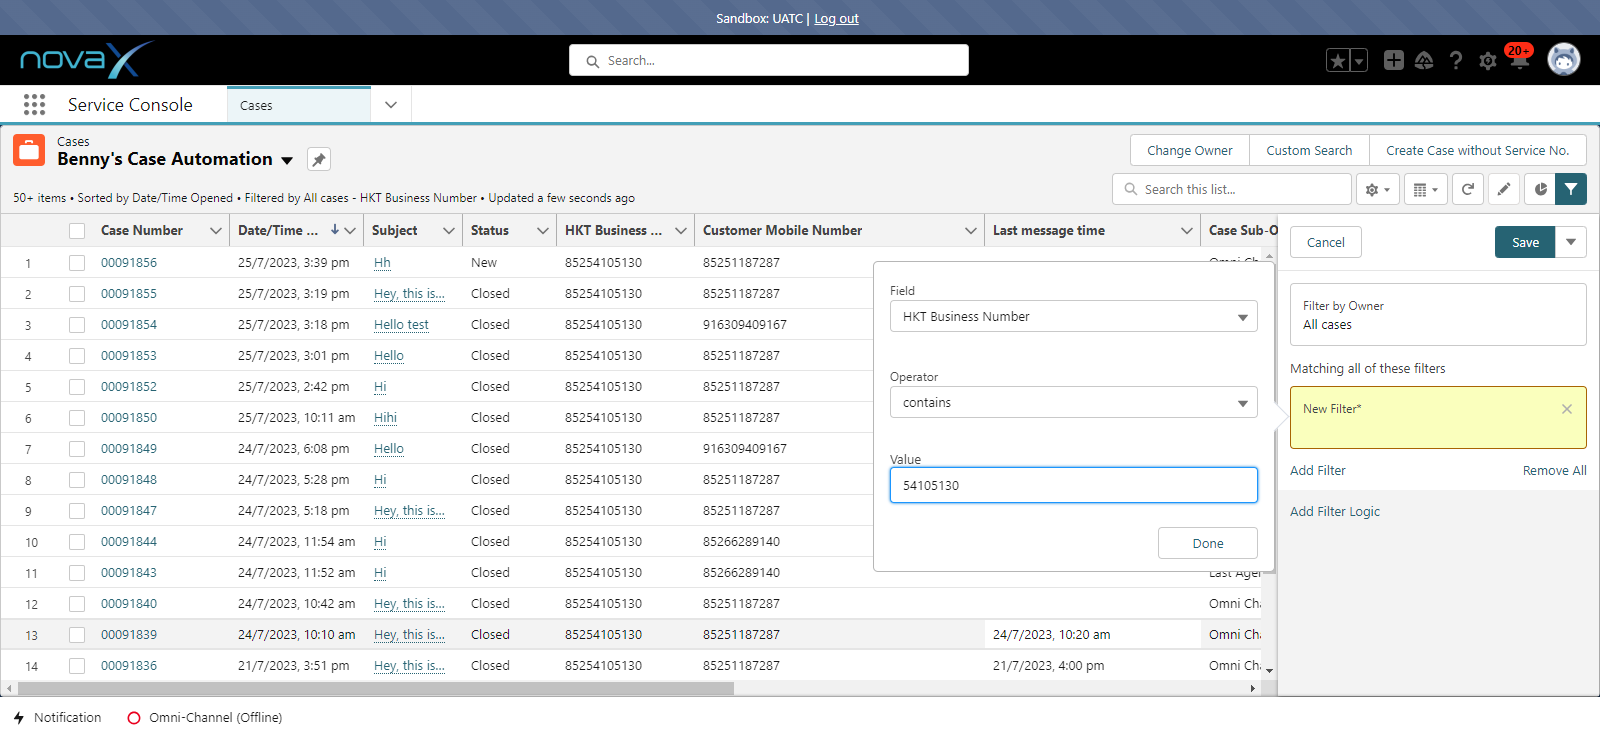 Sandbox: UATC | Log out
novaX
Search...
20+
Service Console
Cases
Cases
Benny's Case Automation
Change Owner
Custom Search
Create Case without Service No.
50+ items • Sorted by Date/Time Opened • Filtered by All cases - HKT Business Number • Updated a few seconds ago
Search this list...
Case Number Date/Time ... Subject Status HKT Business ... Customer Mobile Number Last message time Case Sub-O
1 00091856 25/7/2023, 3:39 pm Hh New 85254105130 85251187287
2 00091855 25/7/2023, 3:19 pm Hey, this is... Closed 85254105130 85251187287
3 00091854 25/7/2023, 3:18 pm Hello test Closed 85254105130 916309409167
4 00091853 25/7/2023, 3:01 pm Hello Closed 85254105130 85251187287
5 00091852 25/7/2023, 2:42 pm Hi Closed 85254105130 85251187287
6 00091850 25/7/2023, 10:11 am Hihi Closed 85254105130 85251187287
7 00091849 24/7/2023, 6:08 pm Hello Closed 85254105130 916309409167
8 00091848 24/7/2023, 5:28 pm Hi Closed 85254105130 85251187287
9 00091847 24/7/2023, 5:18 pm Hey, this is... Closed 85254105130 85251187287
10 00091844 24/7/2023, 11:54 am Hi Closed 85254105130 85266289140
11 00091843 24/7/2023, 11:52 am Hi Closed 85254105130 85266289140 Last Agen
12 00091840 24/7/2023, 10:42 am Hey, this is... Closed 85254105130 85251187287 Omni Cha
13 00091839 24/7/2023, 10:10 am Hey, this is... Closed 85254105130 85251187287 24/7/2023, 10:20 am Omni Cha
14 00091836 21/7/2023, 3:51 pm Hey, this is... Closed 85254105130 85251187287 21/7/2023, 4:00 pm Omni Cha
Field
HKT Business Number
Operator
contains
Value
54105130
Done
Cancel
Save
Filter by Owner
All cases
Matching all of these filters
New Filter*
Add Filter
Remove All
Add Filter Logic
Notification
Omni-Channel (Offline)